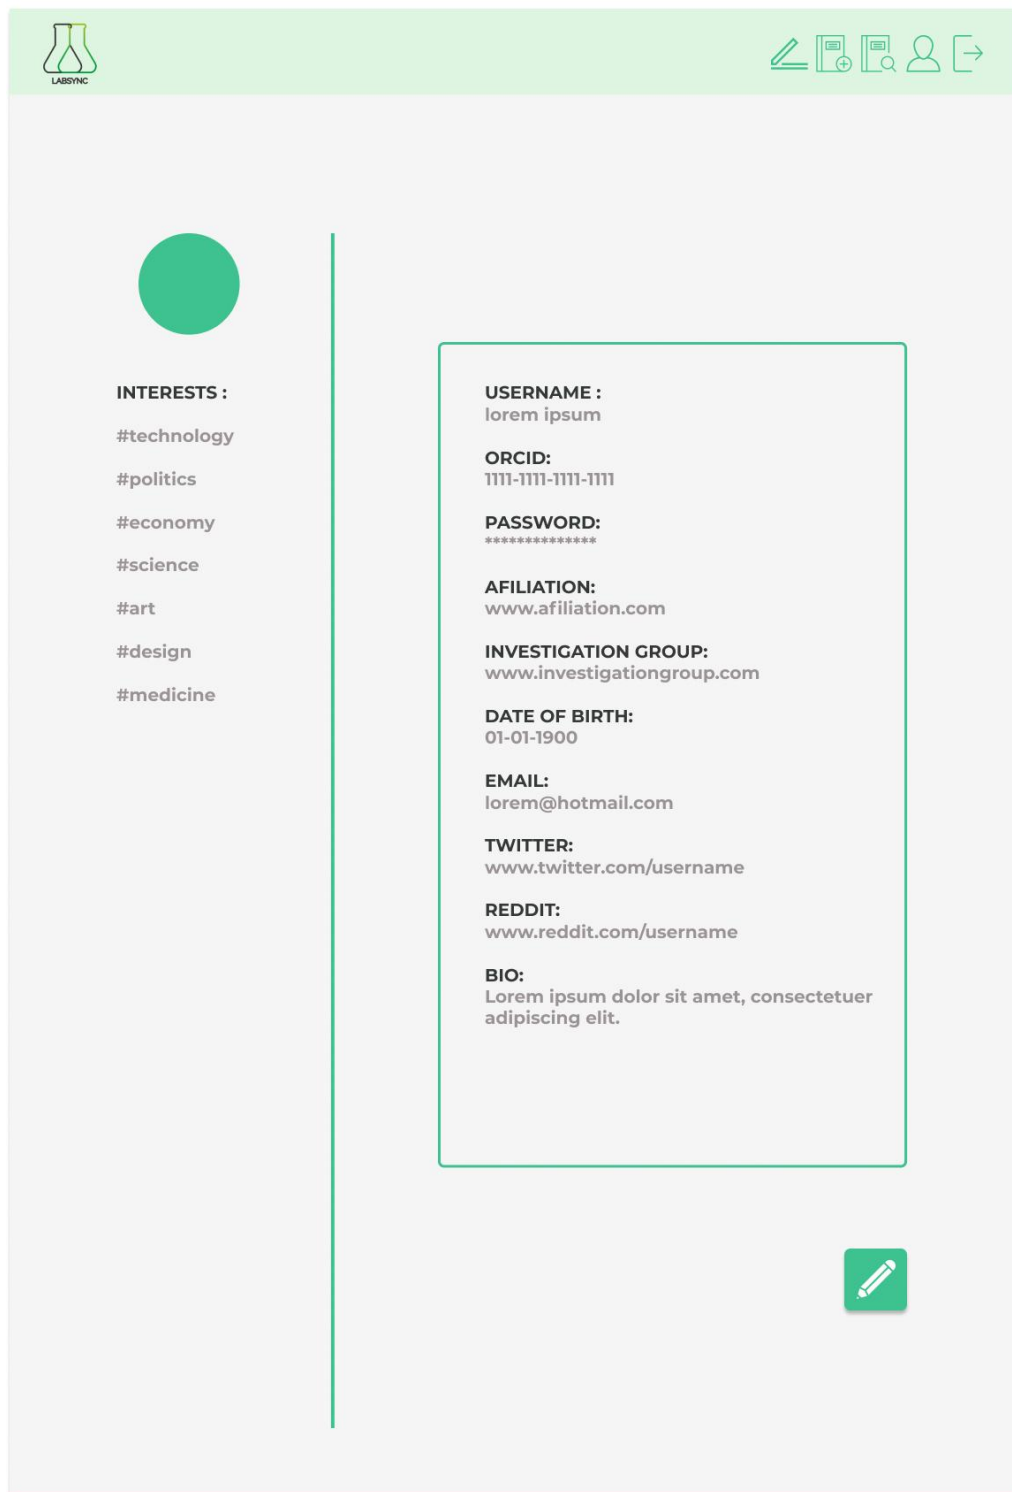 LABSYNC
INTERESTS :
#technology
#politics
#economy
#science
#art
#design
#medicine
USERNAME :
lorem ipsum
ORCID:
1111-1111-1111-1111
PASSWORD:
**************
AFILIATION:
www.afiliation.com
INVESTIGATION GROUP:
www.investigationgroup.com
DATE OF BIRTH:
01-01-1900
EMAIL:
lorem@hotmail.com
TWITTER:
www.twitter.com/username
REDDIT:
www.reddit.com/username
BIO:
Lorem ipsum dolor sit amet, consectetuer
adipiscing elit.